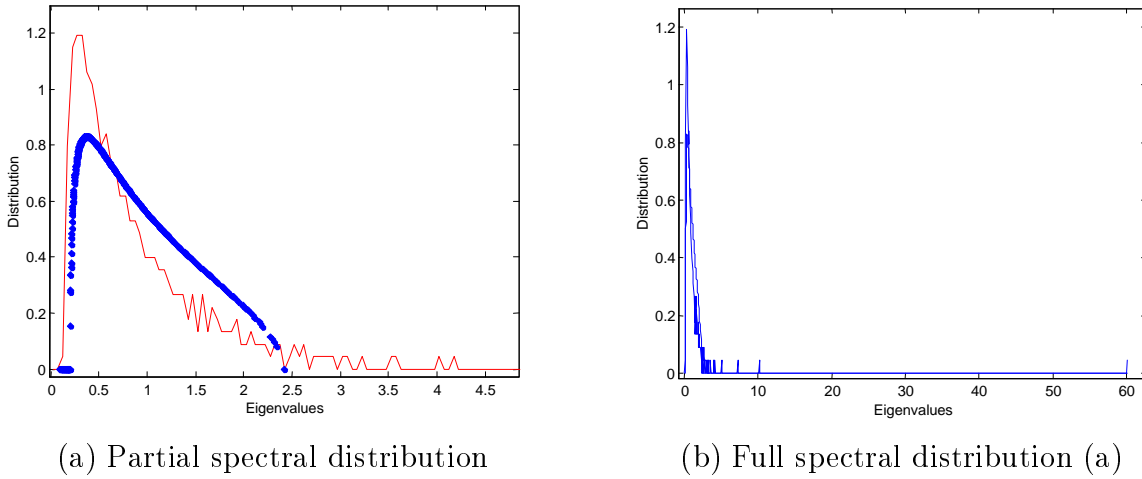 1.2
1
0.8
0.6
0.4
0.2
0
Distribution
0 0.5 1 1.5 2 2.5 3 3.5 4 4.5
Eigenvalues
(a) Partial spectral distribution
1.2
1
0.8
0.6
0.4
0.2
0
Distribution
0 10 20 30 40 50 60
Eigenvalues
(b) Full spectral distribution (a)